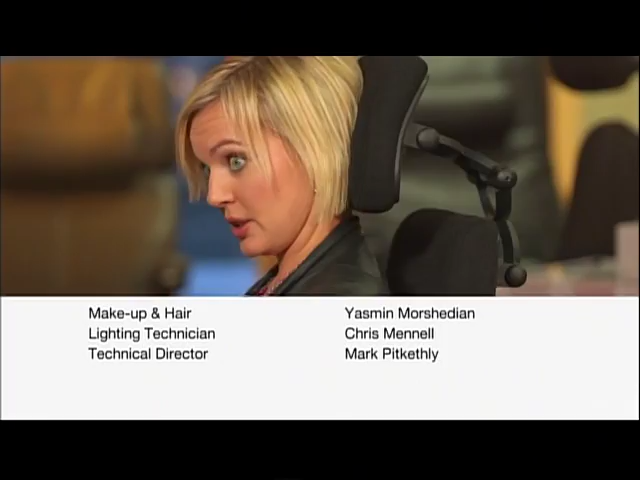 Make-up & Hair Yasmin Morshedian
Lighting Technician Chris Mennell
Technical Director Mark Pitkethly